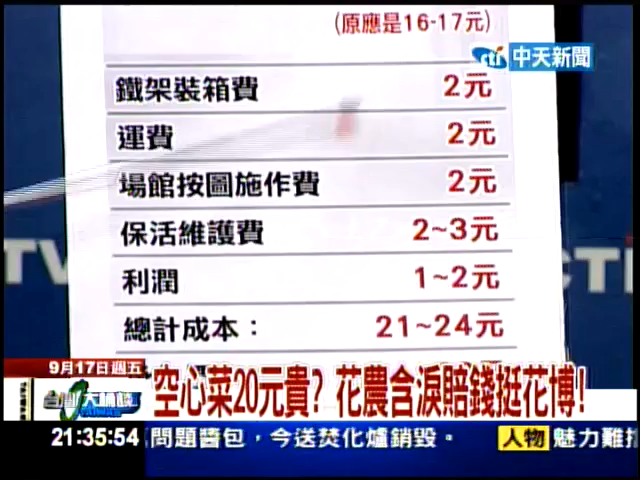 (原應是16-17元)
cti 中天新聞
鐵架裝箱費 2元
運費 2元
場館按圖施作費 2元
保活維護費 2~3元
利潤 1~2元
總計成本： 21~24元
9月17日週五
空心菜20元貴? 花農含淚賠錢挺花博!
21:35:54 問題醬包，今送焚化爐銷毀。 人物 魅力難